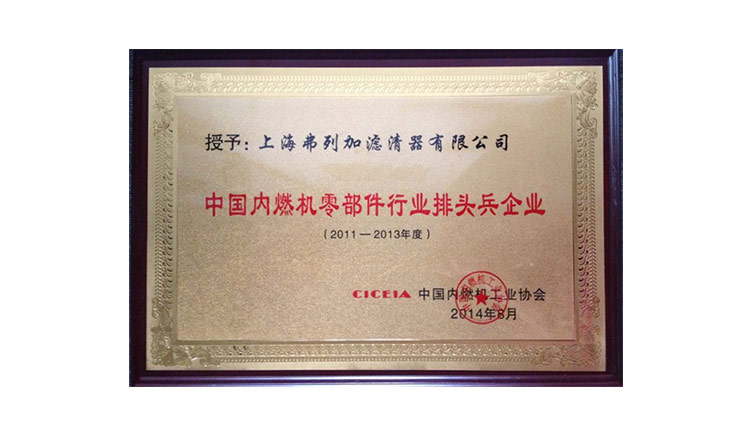 授予：上海弗列加滤清器有限公司
中国内燃机零部件行业排头兵企业
（2011—2013年度）
CICEIA 中国内燃机工业协会
2014年8月